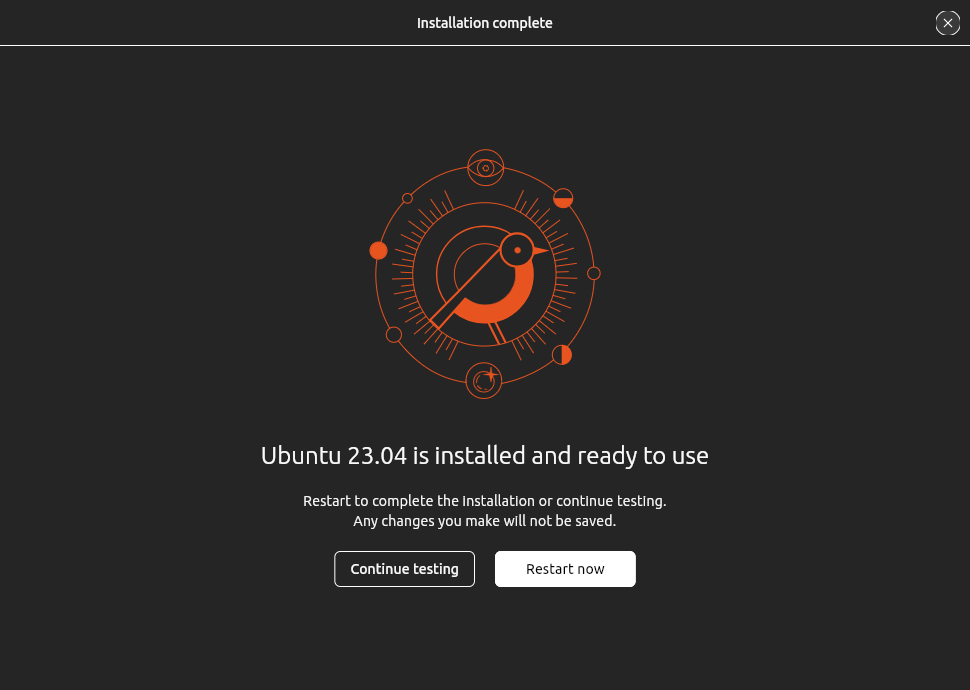 Installation complete
Ubuntu 23.04 is installed and ready to use
Restart to complete the installation or continue testing.
Any changes you make will not be saved.
Continue testing
Restart now